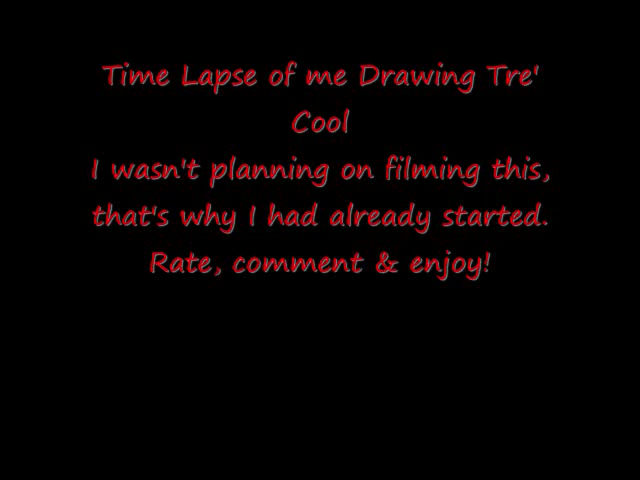 Time Lapse of me Drawing Tre'
Cool
I wasn't planning on filming this,
that's why I had already started.
Rate, comment & enjoy!